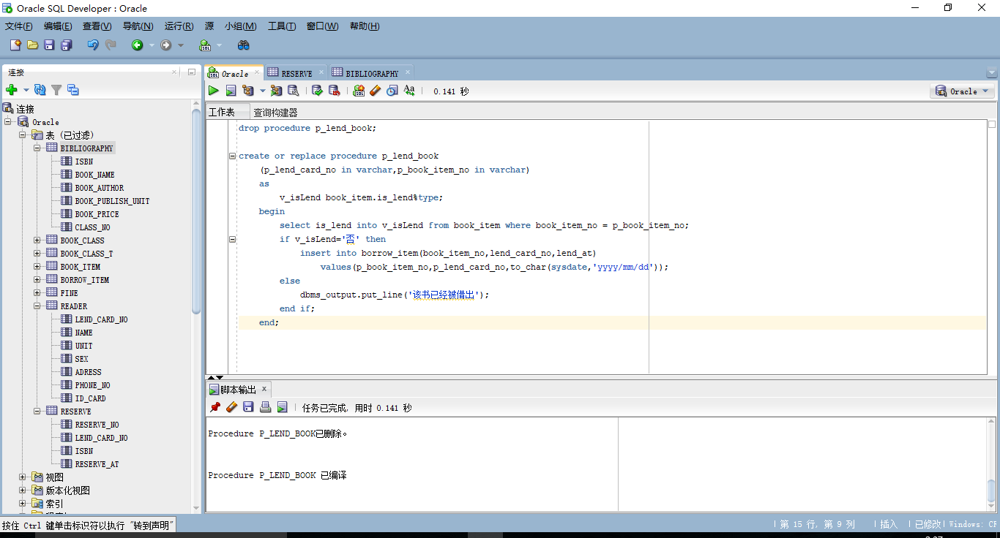 Oracle SQL Developer : Oracle
文件(F) 编辑(E) 查看(V) 导航(N) 运行(R) 源 小组(M) 工具(T) 窗口(W) 帮助(H)
连接
连接
Oracle
表 (已过滤)
BIBLIOGRAPHY
ISBN
BOOK_NAME
BOOK_AUTHOR
BOOK_PUBLISH_UNIT
BOOK_PRICE
CLASS_NO
BOOK_CLASS
BOOK_CLASS_T
BOOK_ITEM
BORROW_ITEM
FINE
READER
LEND_CARD_NO
NAME
UNIT
SEX
ADRESS
PHONE_NO
ID_CARD
RESERVE
RESERVE_NO
LEND_CARD_NO
ISBN
RESERVE_AT
视图
版本化视图
索引
Oracle RESERVE BIBLIOGRAPHY
0.141 秒
Oracle
工作表 查询构建器
drop procedure p_lend_book;
create or replace procedure p_lend_book
(p_lend_card_no in varchar,p_book_item_no in varchar)
as
v_isLend book_item.is_lend%type;
begin
select is_lend into v_isLend from book_item where book_item_no = p_book_item_no;
if v_isLend='否' then
insert into borrow_item(book_item_no,lend_card_no,lend_at)
values(p_book_item_no,p_lend_card_no,to_char(sysdate,'yyyy/mm/dd'));
else
dbms_output.put_line('该书已经被借出');
end if;
end;
脚本输出
任务已完成, 用时 0.141 秒
Procedure P_LEND_BOOK已删除。
Procedure P_LEND_BOOK 已编译
按住 Ctrl 键单击标识符以执行 "转到声明"
第 15 行, 第 9 列 插入 已修改 Windows: CF